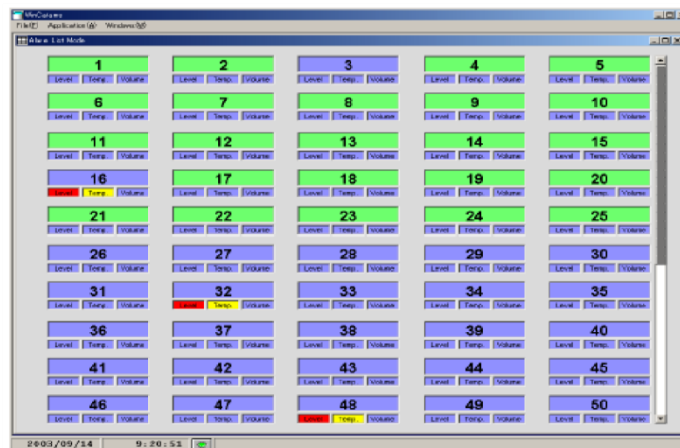 File(F) Application(A) Windows(W)
Alarm List Mode
1 2 3 4 5
Level Temp. Volume Level Temp. Volume Level Temp. Volume Level Temp. Volume Level Temp. Volume
6 7 8 9 10
Level Temp. Volume Level Temp. Volume Level Temp. Volume Level Temp. Volume Level Temp. Volume
11 12 13 14 15
Level Temp. Volume Level Temp. Volume Level Temp. Volume Level Temp. Volume Level Temp. Volume
16 17 18 19 20
Level Temp. Volume Level Temp. Volume Level Temp. Volume Level Temp. Volume Level Temp. Volume
21 22 23 24 25
Level Temp. Volume Level Temp. Volume Level Temp. Volume Level Temp. Volume Level Temp. Volume
26 27 28 29 30
Level Temp. Volume Level Temp. Volume Level Temp. Volume Level Temp. Volume Level Temp. Volume
31 32 33 34 35
Level Temp. Volume Level Temp. Volume Level Temp. Volume Level Temp. Volume Level Temp. Volume
36 37 38 39 40
Level Temp. Volume Level Temp. Volume Level Temp. Volume Level Temp. Volume Level Temp. Volume
41 42 43 44 45
Level Temp. Volume Level Temp. Volume Level Temp. Volume Level Temp. Volume Level Temp. Volume
46 47 48 49 50
Level Temp. Volume Level Temp. Volume Level Temp. Volume Level Temp. Volume Level Temp. Volume
2003/09/14 9:20:51